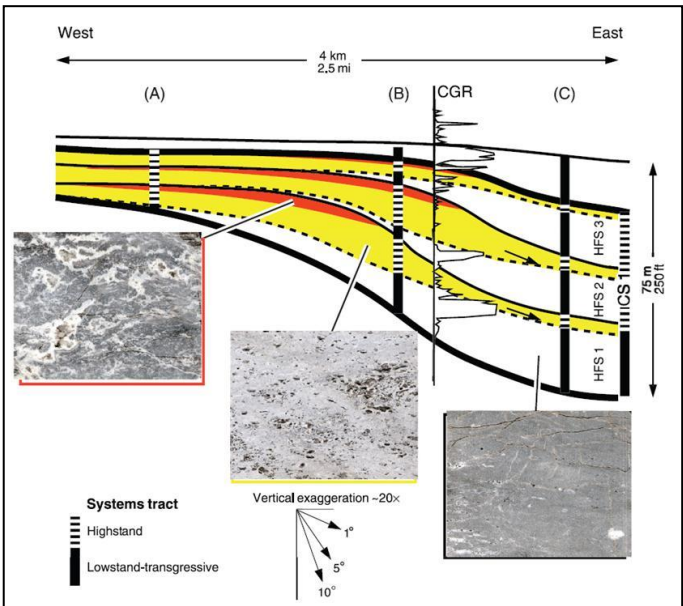 West
East
4 km
2.5 mi
(A)
(B)
CGR
(C)
HFS 3
HFS 2
HFS 1
CS 1
75 m
250 ft
Vertical exaggeration ~20×
1°
5°
10°
Systems tract
Highstand
Lowstand-transgressive